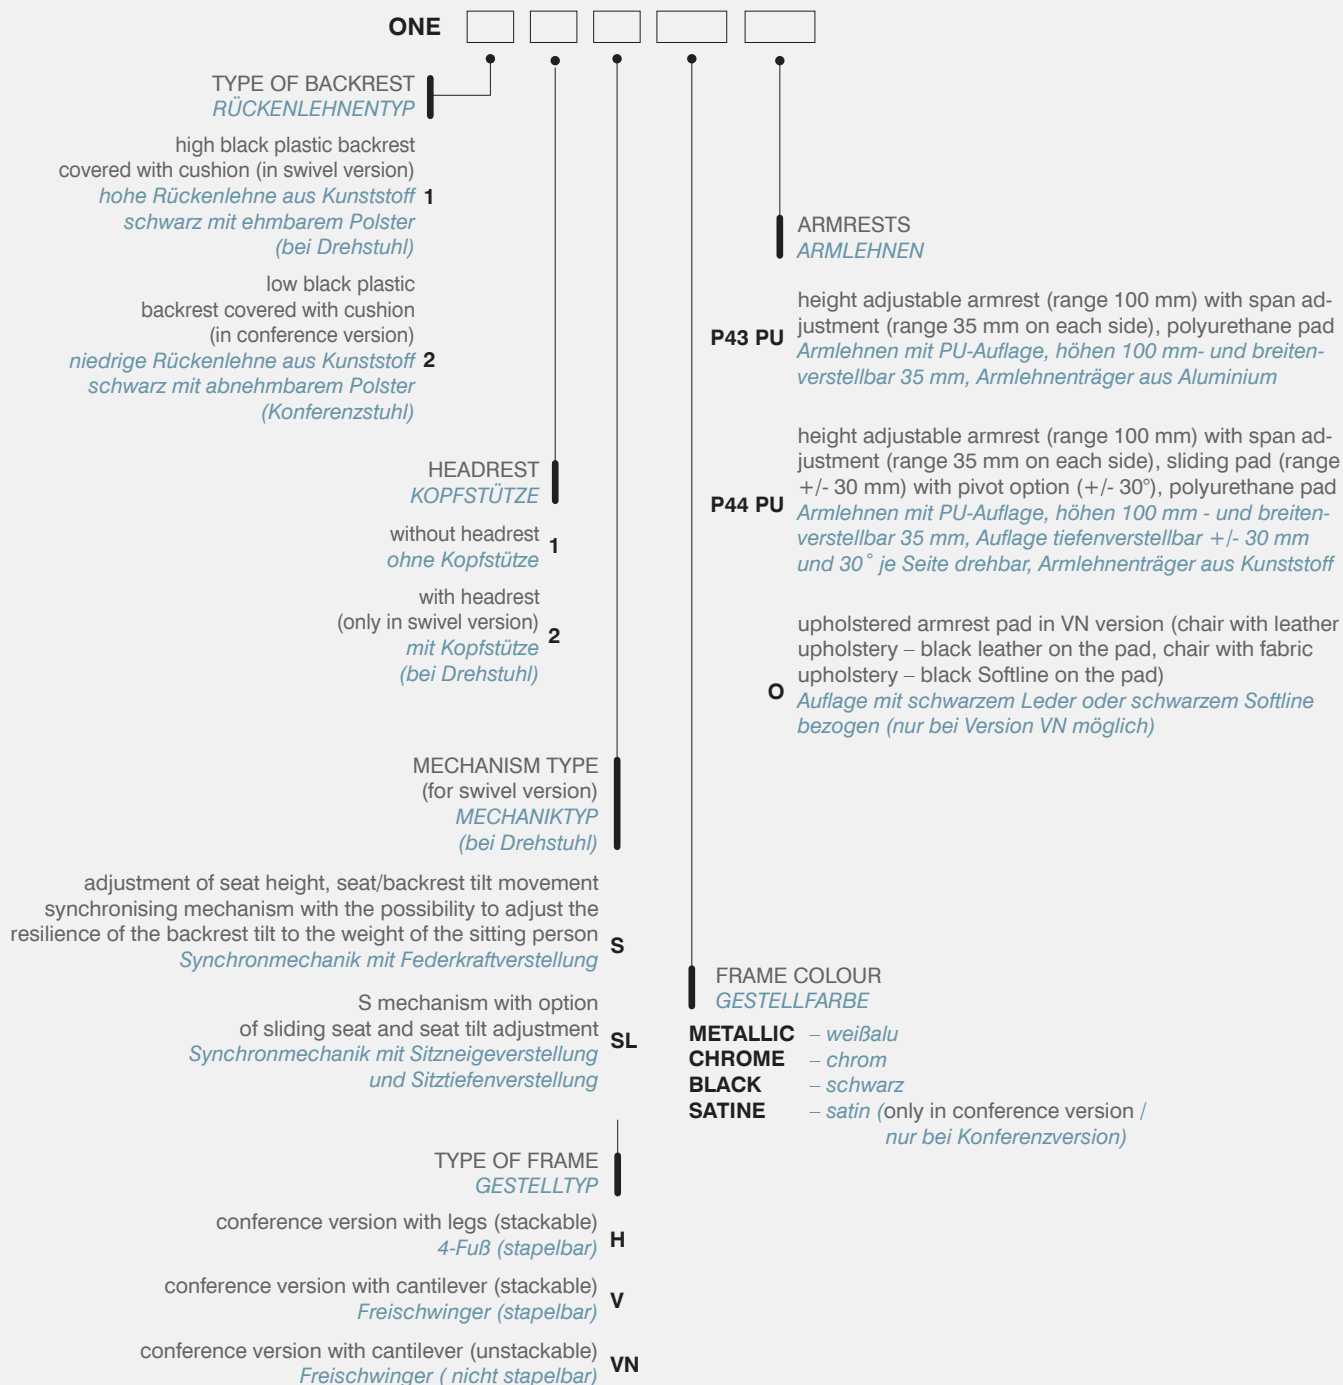 ONE
TYPE OF BACKREST
RÜCKENLEHNENTYP
high black plastic backrest
covered with cushion (in swivel version)
hohe Rückenlehne aus Kunststoff 1
schwarz mit ehmbarem Polster
(bei Drehstuhl)
low black plastic
backrest covered with cushion
(in conference version)
niedrige Rückenlehne aus Kunststoff 2
schwarz mit abnehmbarem Polster
(Konferenzstuhl)
HEADREST
KOPFSTÜTZE
without headrest
1
ohne Kopfstütze
with headrest
(only in swivel version)
2
mit Kopfstütze
(bei Drehstuhl)
MECHANISM TYPE
(for swivel version)
MECHANIKTYP
(bei Drehstuhl)
adjustment of seat height, seat/backrest tilt movement
synchronising mechanism with the possibility to adjust the
resilience of the backrest tilt to the weight of the sitting person
S
Synchronmechanik mit Federkraftverstellung
S mechanism with option
of sliding seat and seat tilt adjustment
SL
Synchronmechanik mit Sitzneigeverstellung
und Sitztiefenverstellung
TYPE OF FRAME
GESTELLTYP
conference version with legs (stackable)
H
4-Fuß (stapelbar)
conference version with cantilever (stackable)
V
Freischwinger (stapelbar)
conference version with cantilever (unstackable)
VN
Freischwinger ( nicht stapelbar)
ARMRESTS
ARMLEHNEN
height adjustable armrest (range 100 mm) with span ad-
justment (range 35 mm on each side), polyurethane pad
P43 PU
Armlehnen mit PU-Auflage, höhen 100 mm- und breiten-
verstellbar 35 mm, Armlehnenträger aus Aluminium
height adjustable armrest (range 100 mm) with span ad-
justment (range 35 mm on each side), sliding pad (range
+/- 30 mm) with pivot option (+/- 30°), polyurethane pad
P44 PU
Armlehnen mit PU-Auflage, höhen 100 mm - und breiten-
verstellbar 35 mm, Auflage tiefenverstellbar +/- 30 mm
und 30˚ je Seite drehbar, Armlehnenträger aus Kunststoff
upholstered armrest pad in VN version (chair with leather
upholstery – black leather on the pad, chair with fabric
upholstery – black Softline on the pad)
O
Auflage mit schwarzem Leder oder schwarzem Softline
bezogen (nur bei Version VN möglich)
FRAME COLOUR
GESTELLFARBE
METALLIC – weißalu
CHROME – chrom
BLACK – schwarz
SATINE – satin (only in conference version /
nur bei Konferenzversion)